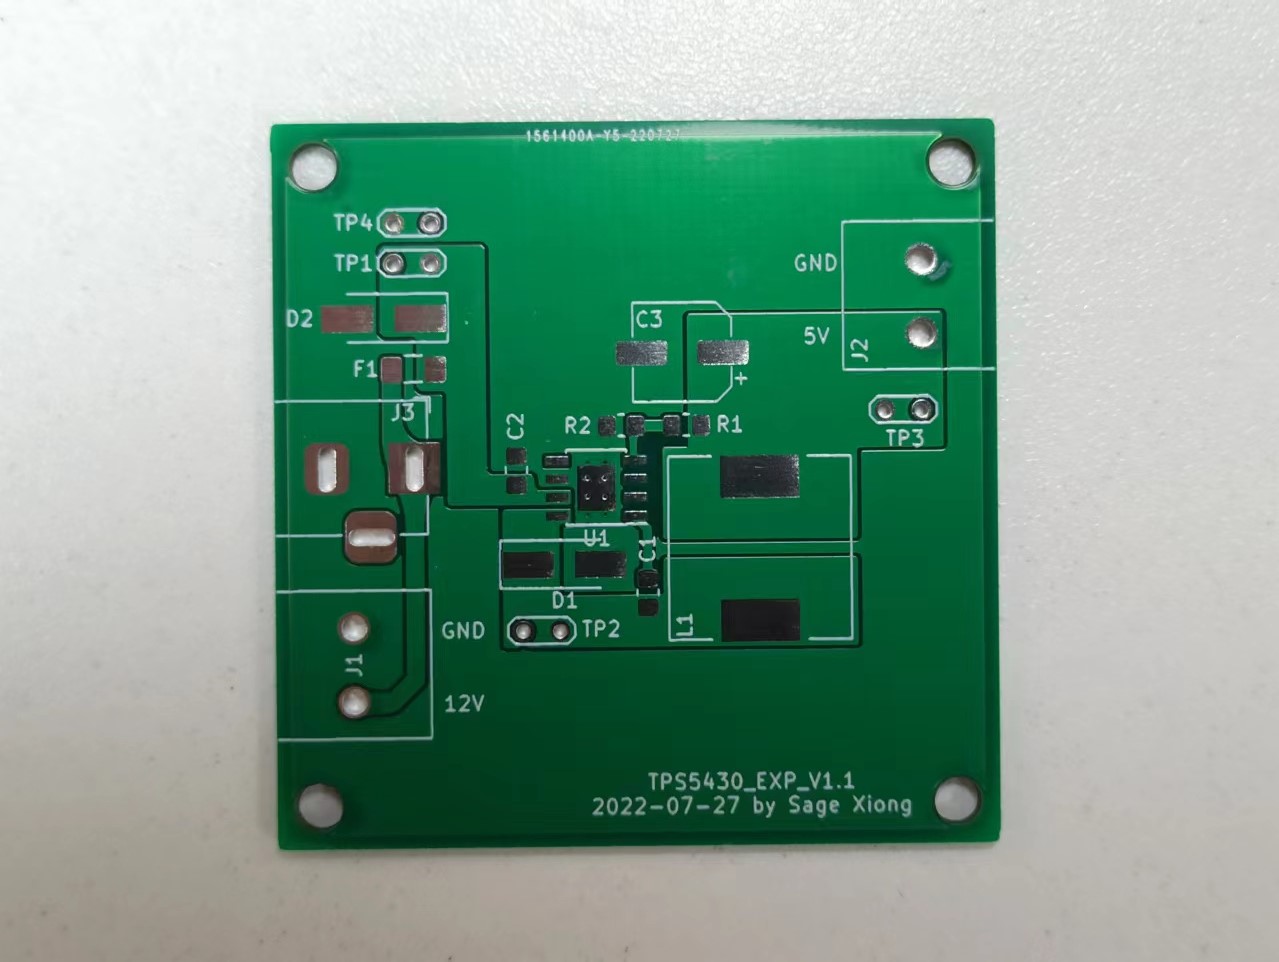 1561400A-Y5-220727
TP4
TP1
D2
F1
J3
C3
+
GND
5V
J2
TP3
C2
R2
R1
U1
C1
D1
TP2
L1
GND
J1
12V
TPS5430_EXP_V1.1
2022-07-27 by Sage Xiong